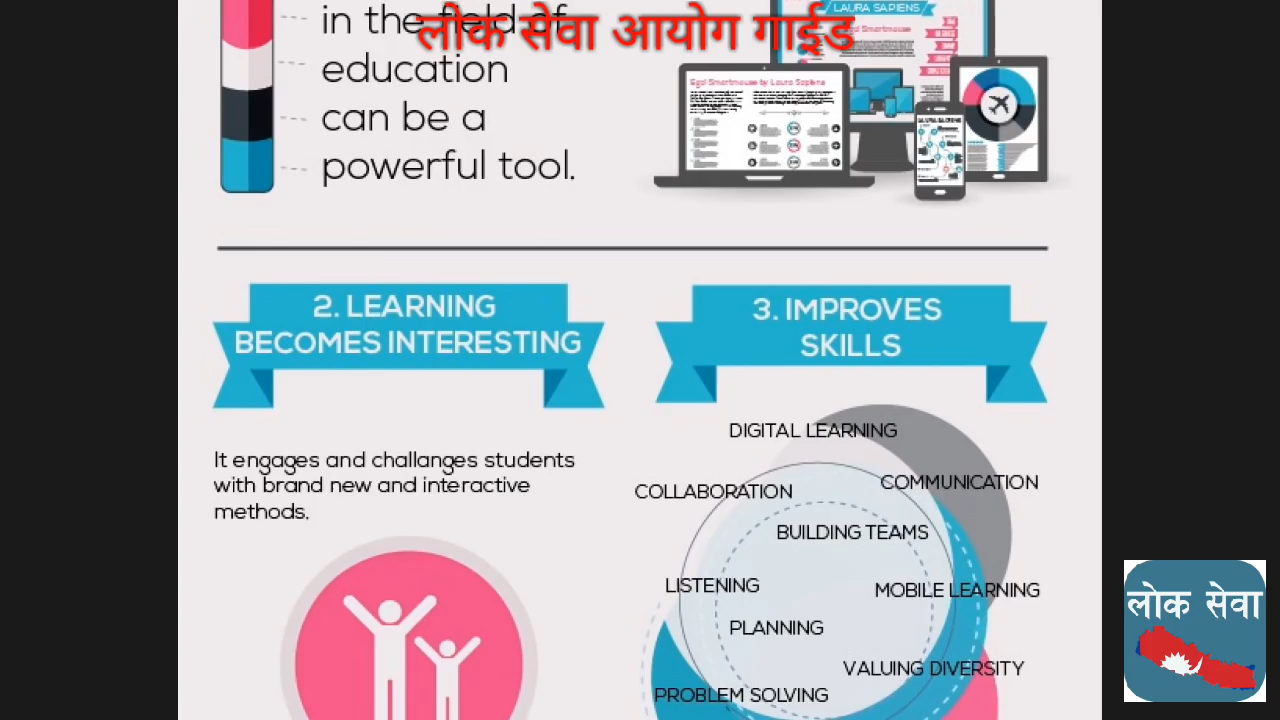 in the field of
education
can be a
powerful tool.
लोक सेवा आयोग गाईड
LAURA SAPIENS
2. LEARNING
BECOMES INTERESTING
It engages and challanges students
with brand new and interactive
methods.
3. IMPROVES
SKILLS
DIGITAL LEARNING
COMMUNICATION
COLLABORATION
BUILDING TEAMS
LISTENING
MOBILE LEARNING
PLANNING
VALUING DIVERSITY
PROBLEM SOLVING
लोक सेवा